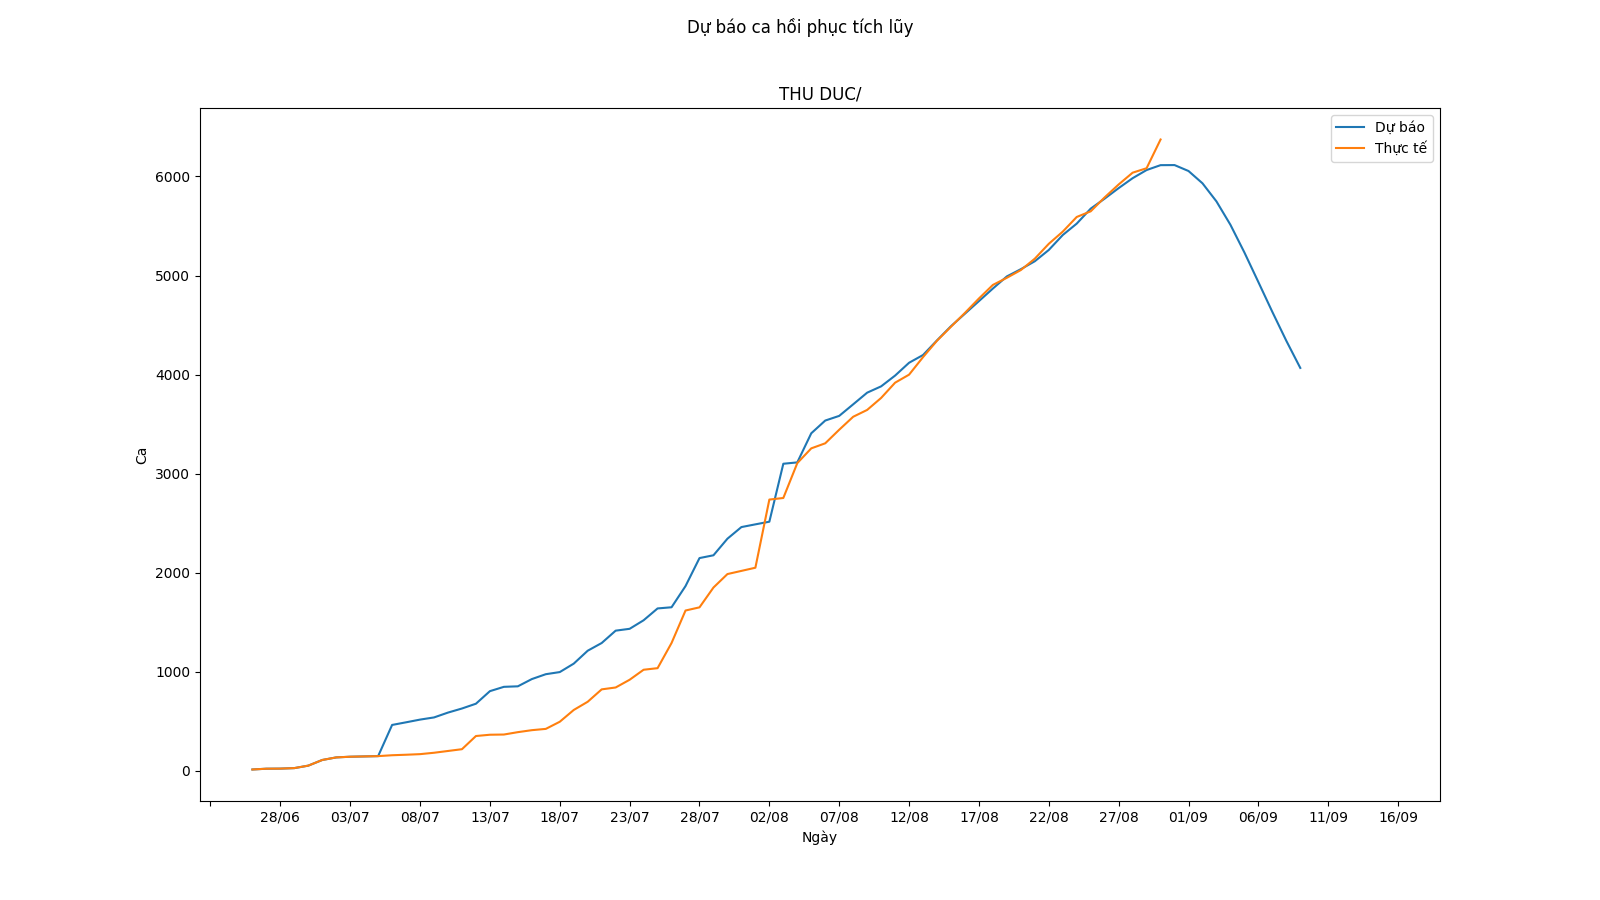 Dự báo ca hồi phục tích lũy
THU DUC/
Dự báo
Thực tế
6000
5000
4000
3000
2000
1000
0
Ca
28/06 03/07 08/07 13/07 18/07 23/07 28/07 02/08 07/08 12/08 17/08 22/08 27/08 01/09 06/09 11/09 16/09
Ngày